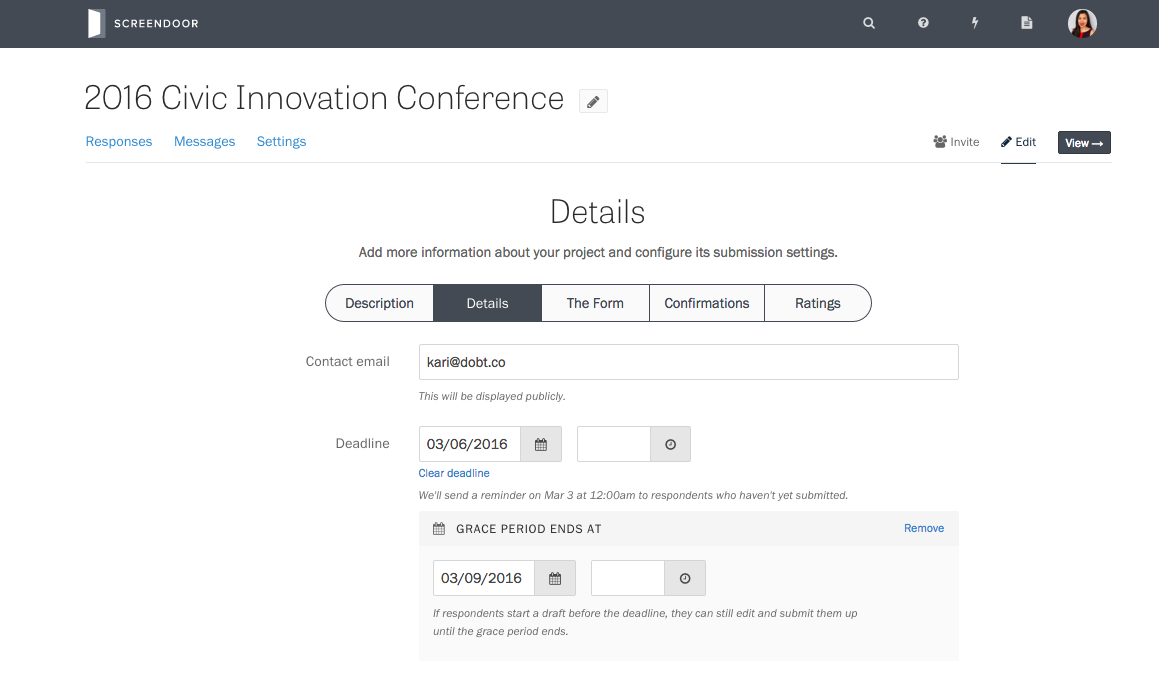 SCREENDOOR
2016 Civic Innovation Conference
Responses Messages Settings Invite Edit View →
Details
Add more information about your project and configure its submission settings.
Description Details The Form Confirmations Ratings
Contact email kari@dobt.co
This will be displayed publicly.
Deadline 03/06/2016
Clear deadline
We'll send a reminder on Mar 3 at 12:00am to respondents who haven't yet submitted.
GRACE PERIOD ENDS AT Remove
03/09/2016
If respondents start a draft before the deadline, they can still edit and submit them up
until the grace period ends.